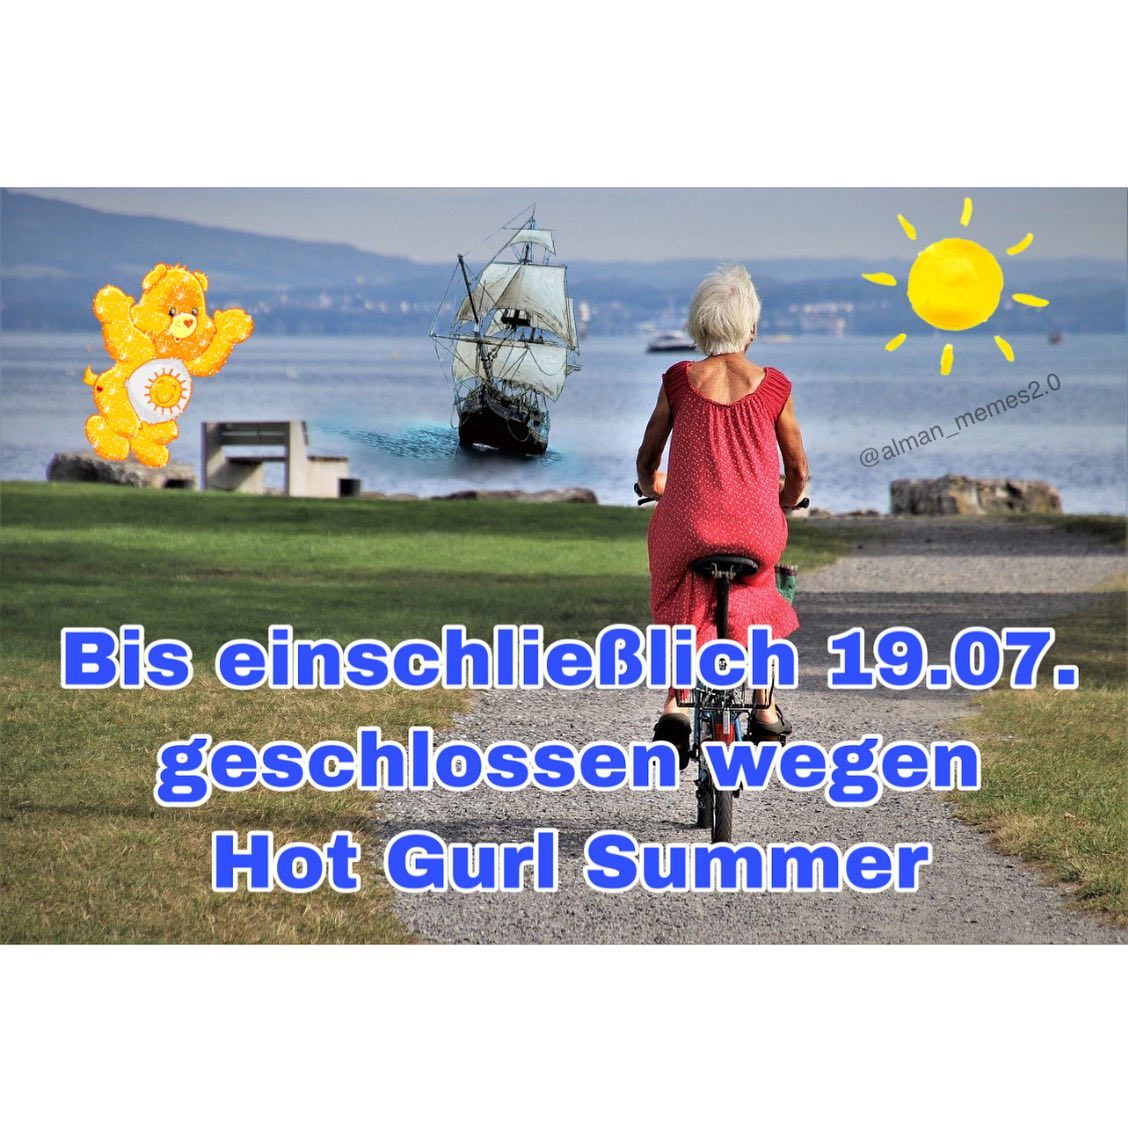 @alman_memes2.0
Bis einschließlich 19.07.
geschlossen wegen
Hot Gurl Summer